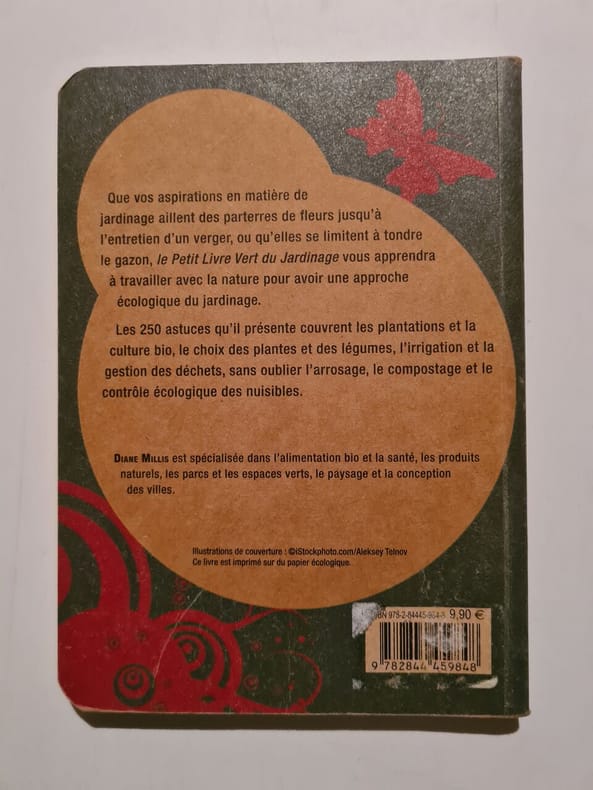 Que vos aspirations en matière de
jardinage aillent des parterres de fleurs jusqu'à
l'entretien d'un verger, ou qu'elles se limitent à tondre
le gazon, le Petit Livre Vert du Jardinage vous apprendra
à travailler avec la nature pour avoir une approche
écologique du jardinage.
Les 250 astuces qu'il présente couvrent les plantations et la
culture bio, le choix des plantes et des légumes, l'irrigation et la
gestion des déchets, sans oublier l'arrosage, le compostage et le
contrôle écologique des nuisibles.
DIANE MILLIS est spécialisée dans l'alimentation bio et la santé, les produits
naturels, les parcs et les espaces verts, le paysage et la conception
des villes.
Illustrations de couverture : ©iStockphoto.com/Aleksey Telnov
Ce livre est imprimé sur du papier écologique.
978-2-84445-984-8 9,90 €
9 782844 459848